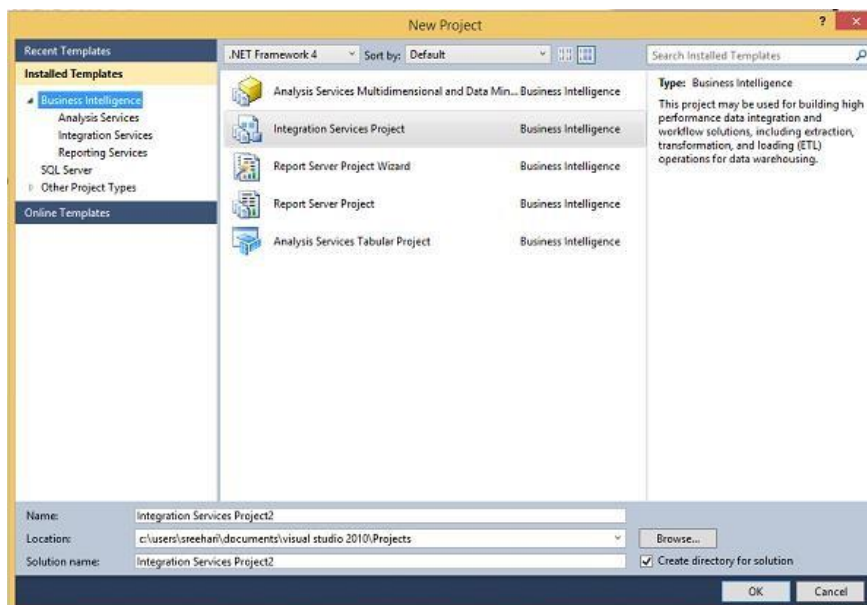 New Project
?
Recent Templates
Installed Templates
Business Intelligence
Analysis Services
Integration Services
Reporting Services
SQL Server
Other Project Types
Online Templates
.NET Framework 4
Sort by: Default
Analysis Services Multidimensional and Data Min... Business Intelligence
Integration Services Project Business Intelligence
Report Server Project Wizard Business Intelligence
Report Server Project Business Intelligence
Analysis Services Tabular Project Business Intelligence
Search Installed Templates
Type: Business Intelligence
This project may be used for building high
performance data integration and
workflow solutions, including extraction,
transformation, and loading (ETL)
operations for data warehousing.
Name: Integration Services Project2
Location: c:\users\sreehari\documents\visual studio 2010\Projects Browse...
Solution name: Integration Services Project2 Create directory for solution
OK Cancel